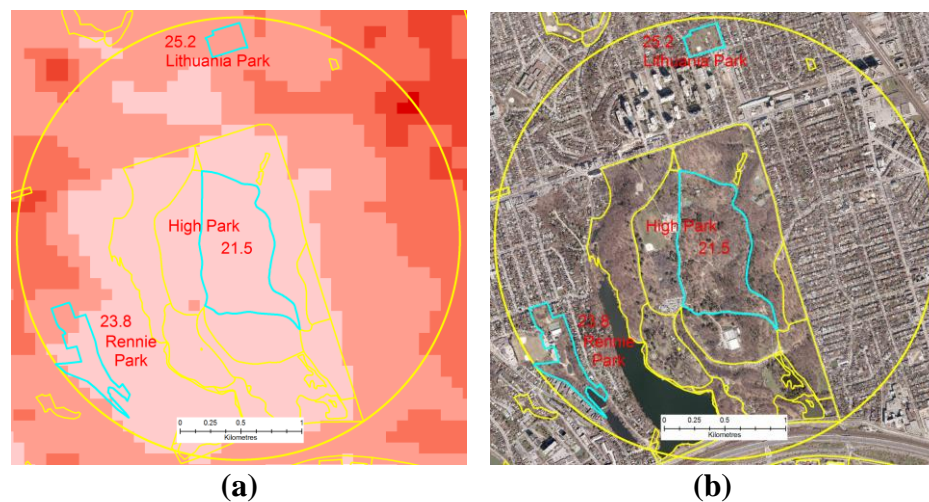 25.2
Lithuania Park
High Park
21.5
23.8
Rennie
Park
0 0.25 0.5 1
Kilometres
(a)
25.2
Lithuania Park
High Park
21.5
23.8
Rennie
Park
0 0.25 0.5 1
Kilometres
(b)